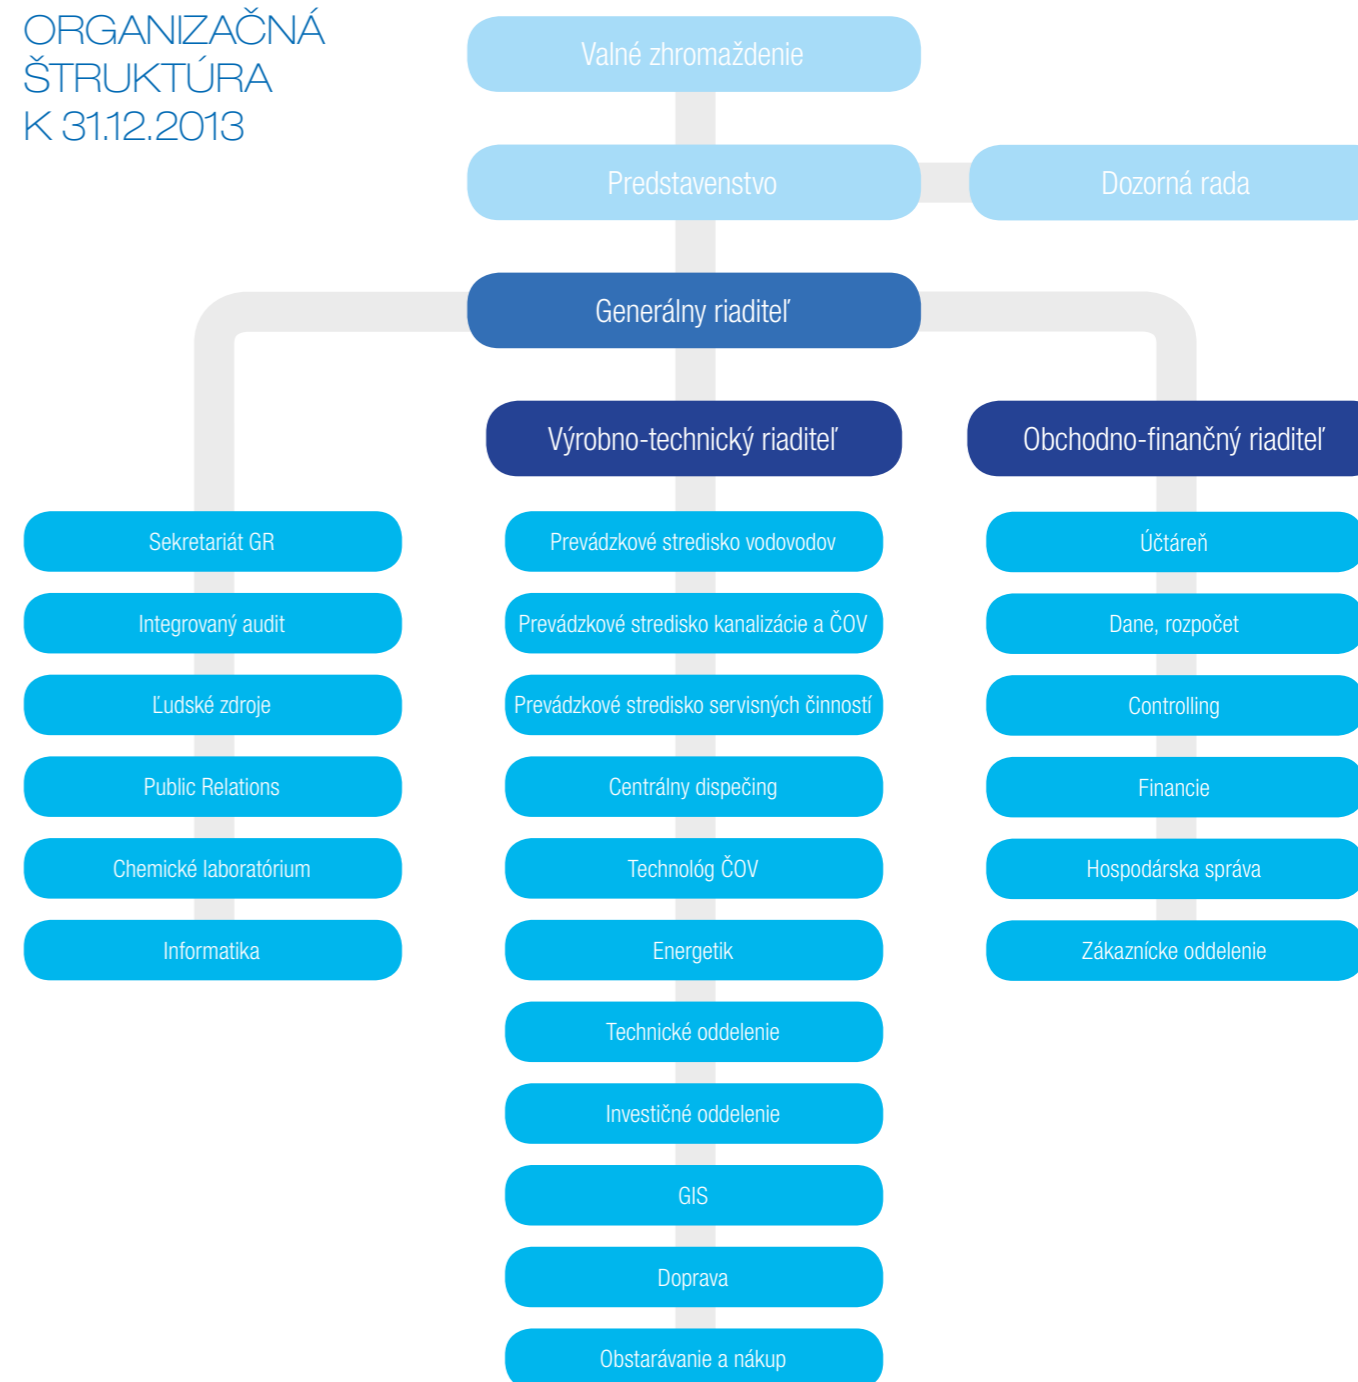 ORGANIZAČNÁ
ŠTRUKTÚRA
K 31.12.2013
Valné zhromaždenie
Predstavenstvo
Dozorná rada
Generálny riaditeľ
Výrobno-technický riaditeľ
Obchodno-finančný riaditeľ
Sekretariát GR
Integrovaný audit
Ľudské zdroje
Public Relations
Chemické laboratórium
Informatika
Prevádzkové stredisko vodovodov
Prevádzkové stredisko kanalizácie a ČOV
Prevádzkové stredisko servisných činností
Centrálny dispečing
Technológ ČOV
Energetik
Technické oddelenie
Investičné oddelenie
GIS
Doprava
Obstarávanie a nákup
Účtáreň
Dane, rozpočet
Controlling
Financie
Hospodárska správa
Zákaznícke oddelenie